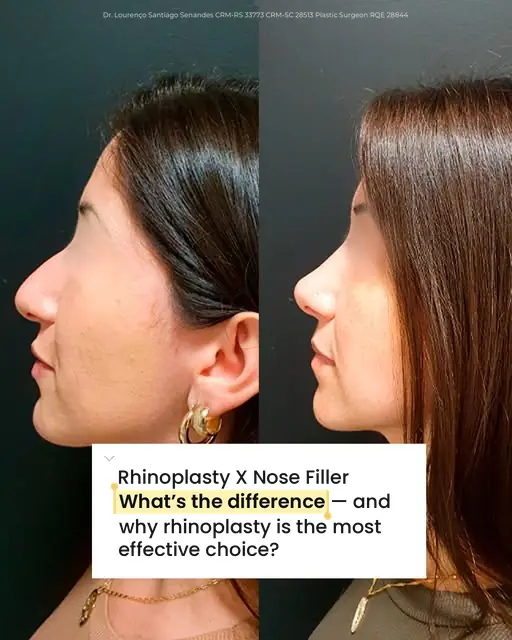 Dr. Lourenço Santiago Senandes CRM-RS 33773 CRM-SC 28513 Plastic Surgeon RQE 28844
Rhinoplasty X Nose Filler
What’s the difference — and
why rhinoplasty is the most
effective choice?